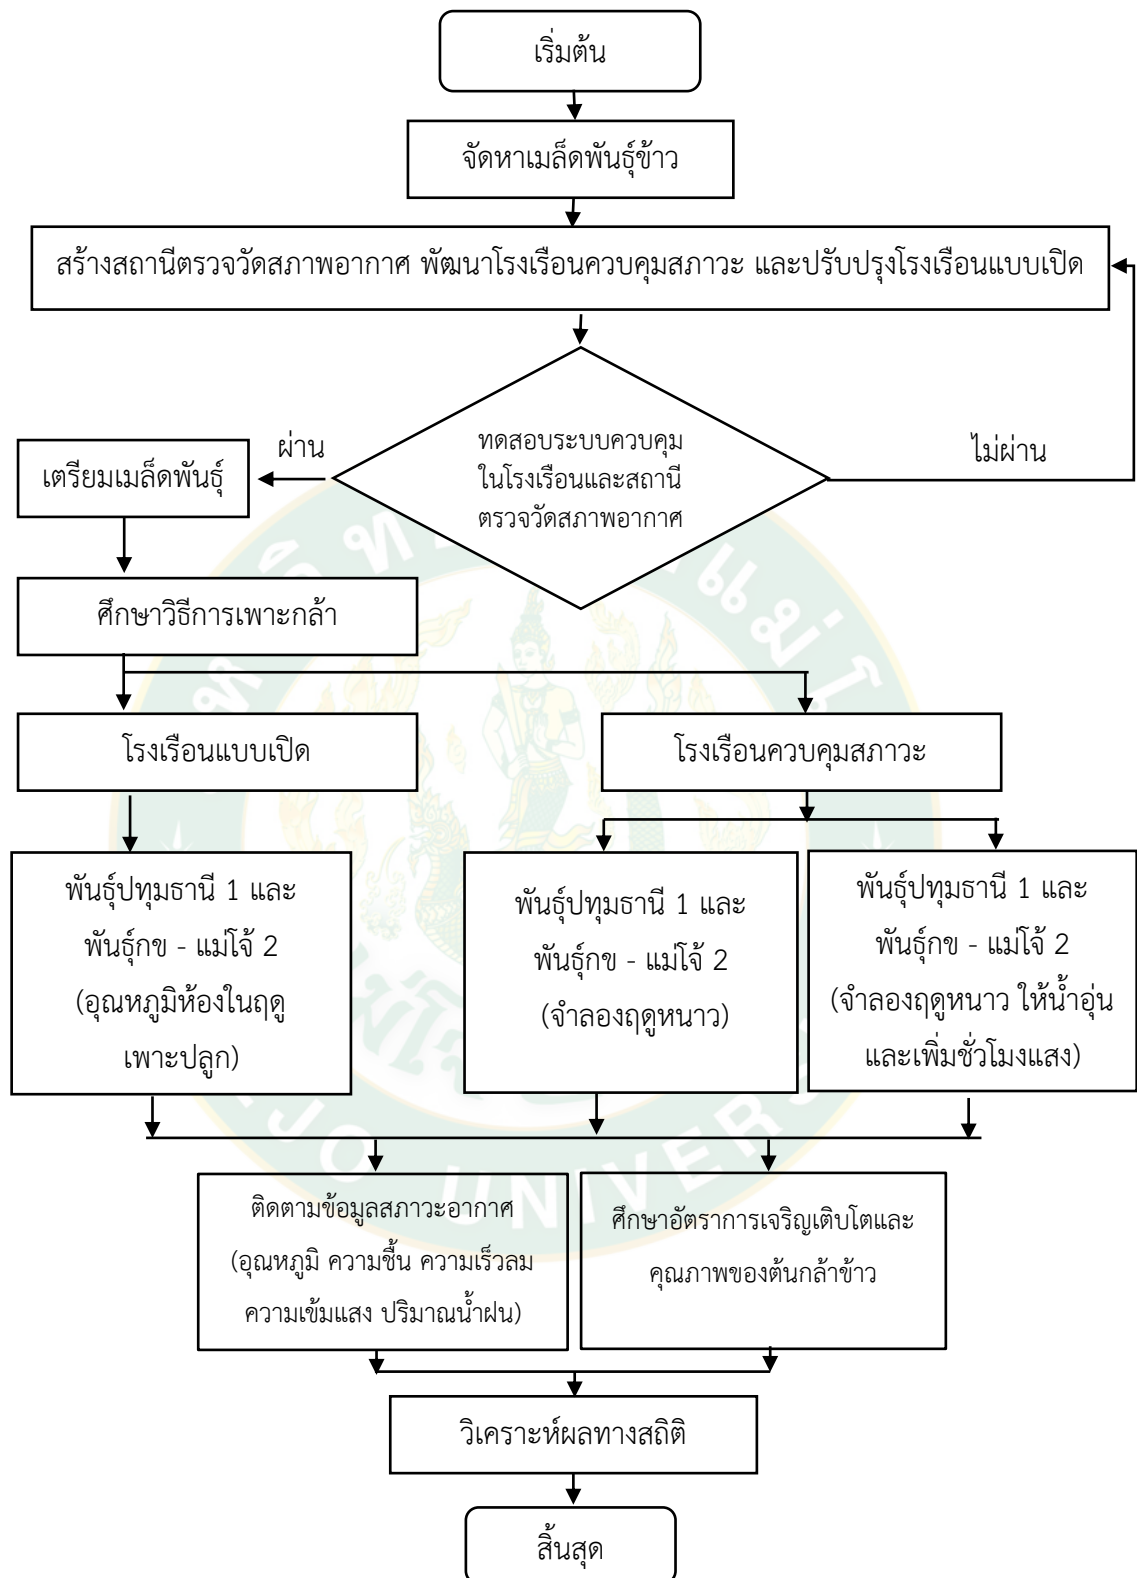 เริ่มต้น
จัดหาเมล็ดพันธุ์ข้าว
สร้างสถานีตรวจวัดสภาพอากาศ พัฒนาโรงเรือนควบคุมสภาวะ และปรับปรุงโรงเรือนแบบเปิด
ทดสอบระบบควบคุม
ในโรงเรือนและสถานี
ตรวจวัดสภาพอากาศ
ผ่าน
ไม่ผ่าน
เตรียมเมล็ดพันธุ์
ศึกษาวิธีการเพาะกล้า
โรงเรือนแบบเปิด
โรงเรือนควบคุมสภาวะ
พันธุ์ปทุมธานี 1 และ
พันธุ์กข - แม่โจ้ 2
(อุณหภูมิห้องในฤดู
เพาะปลูก)
พันธุ์ปทุมธานี 1 และ
พันธุ์กข - แม่โจ้ 2
(จำลองฤดูหนาว)
พันธุ์ปทุมธานี 1 และ
พันธุ์กข - แม่โจ้ 2
(จำลองฤดูหนาว ให้น้ำอุ่น
และเพิ่มชั่วโมงแสง)
ติดตามข้อมูลสภาวะอากาศ
(อุณหภูมิ ความชื้น ความเร็วลม
ความเข้มแสง ปริมาณน้ำฝน)
ศึกษาอัตราการเจริญเติบโตและ
คุณภาพของต้นกล้าข้าว
วิเคราะห์ผลทางสถิติ
สิ้นสุด